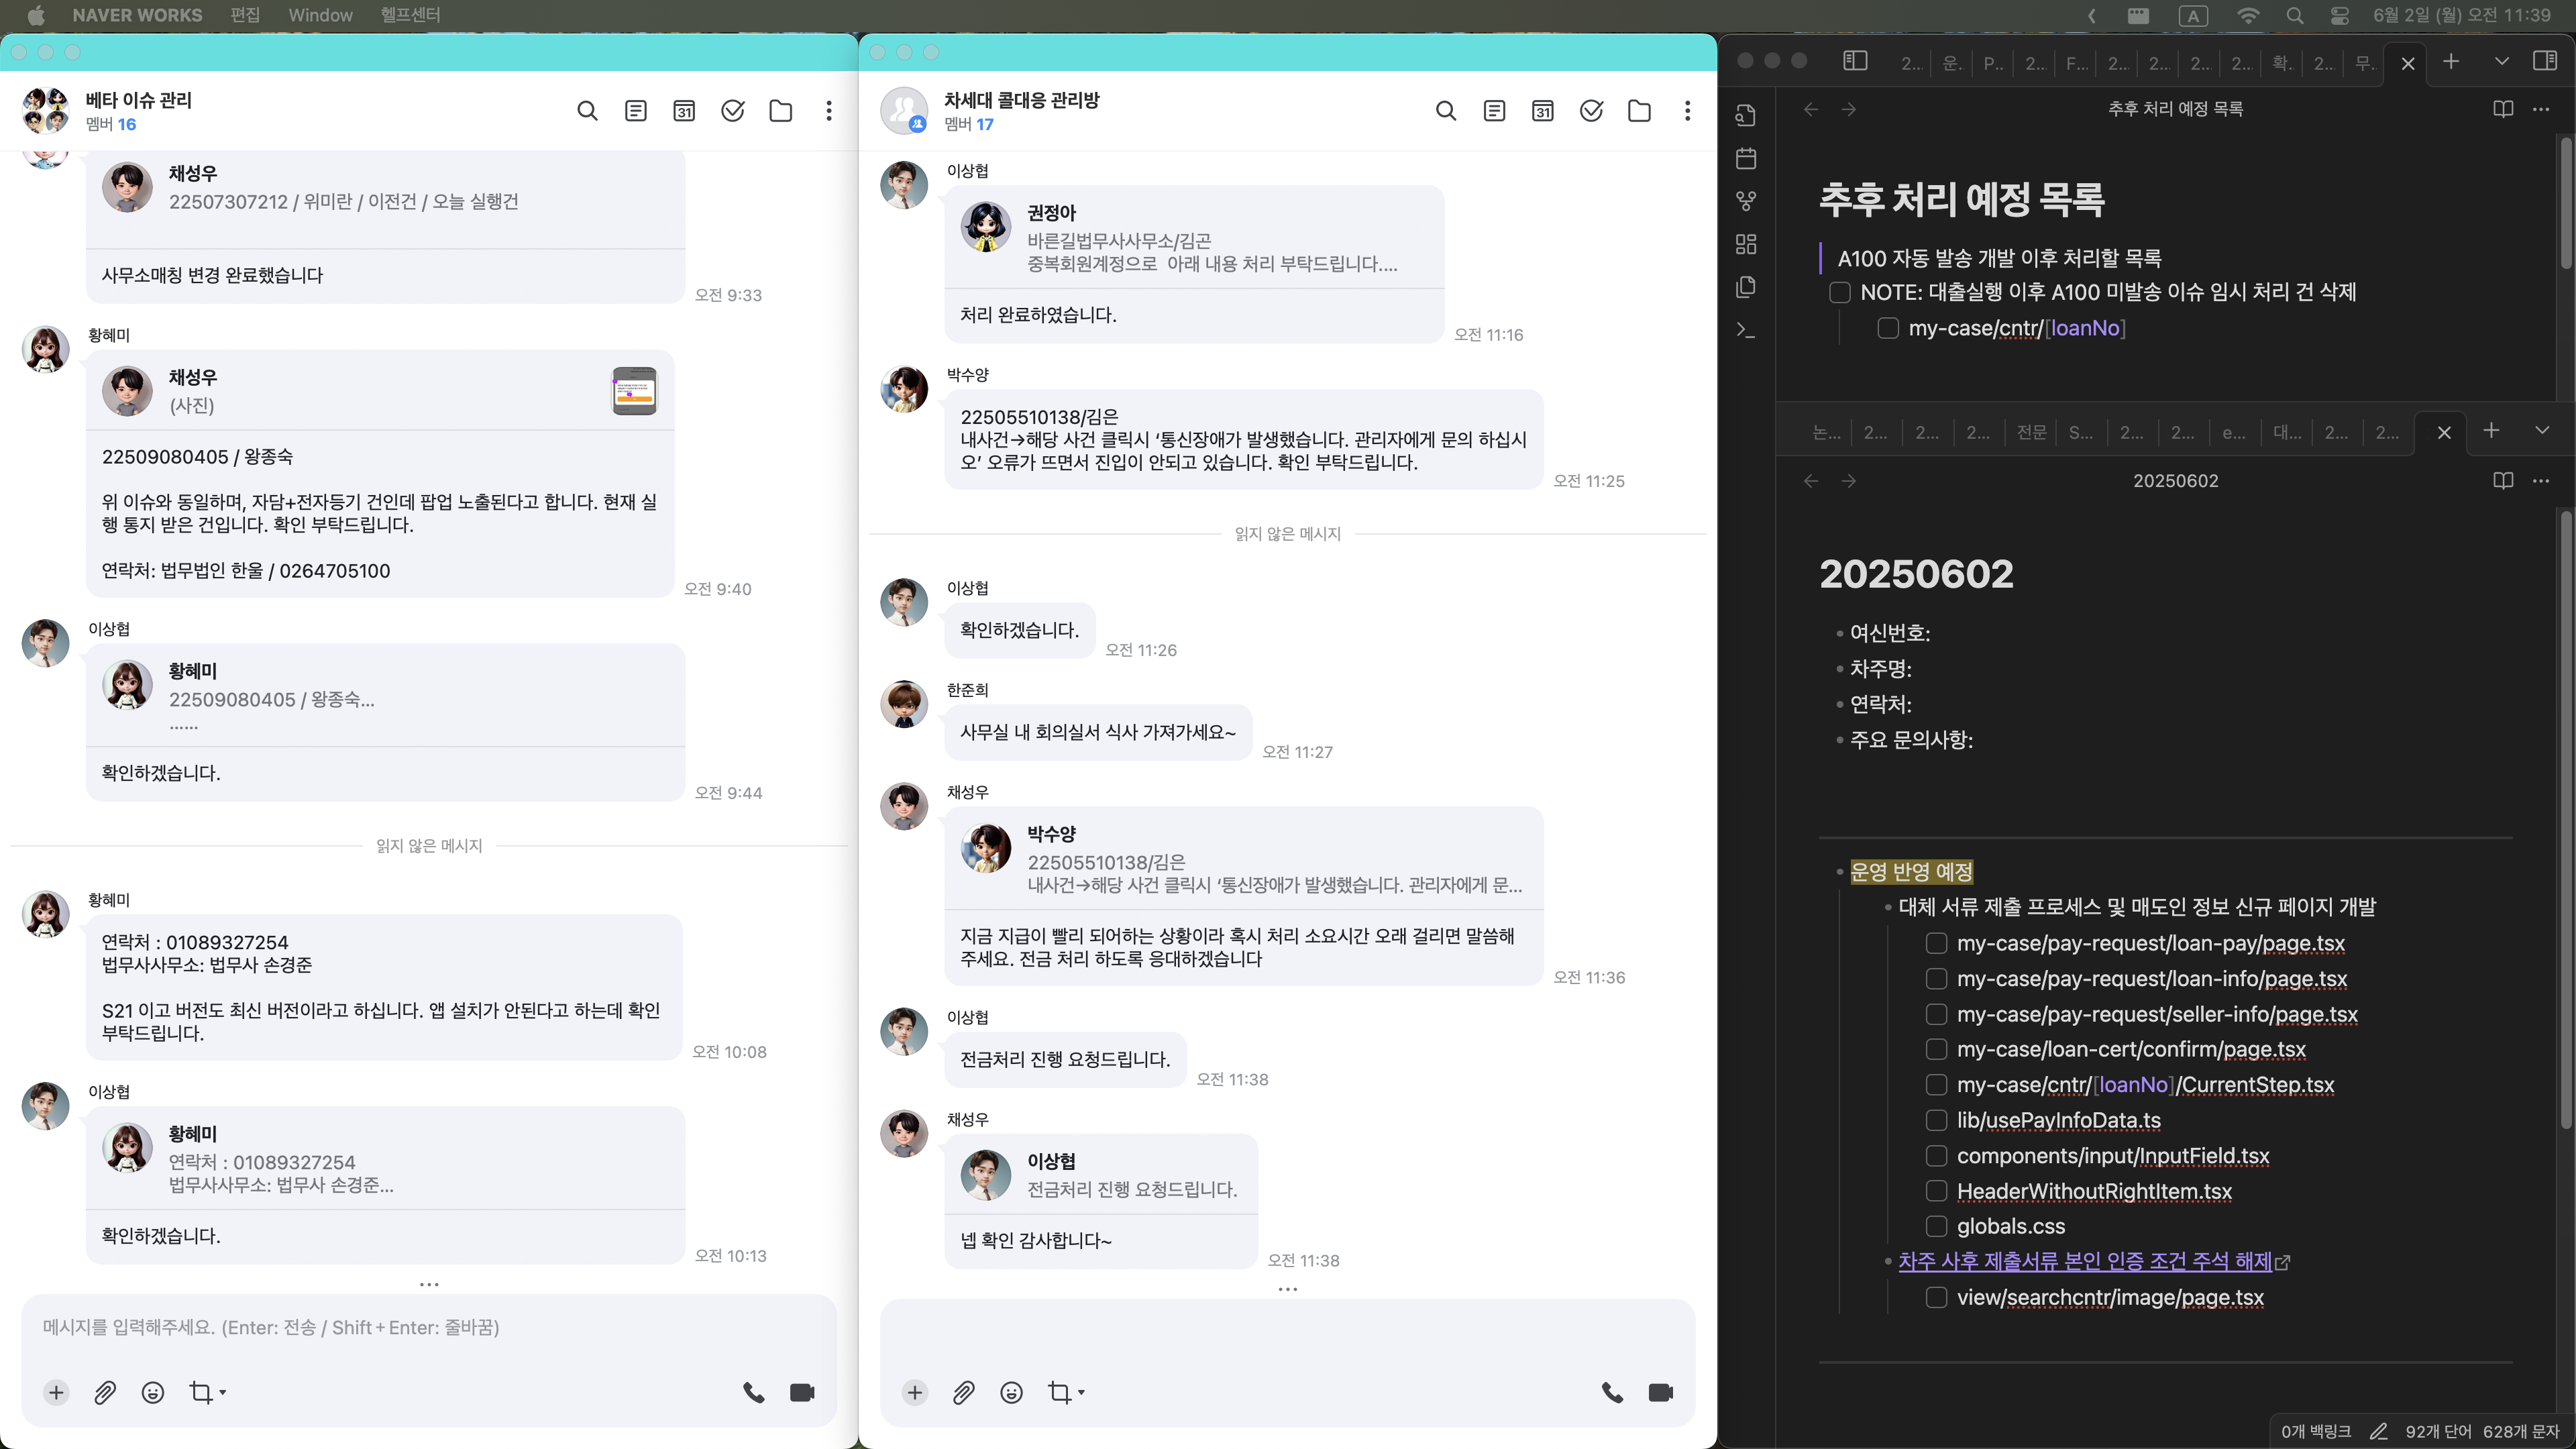 NAVER WORKS 편집 Window 헬프센터
A 6월 2일 (월) 오전 11:39
베타 이슈 관리
멤버 16
31
채성우
22507307212 / 위미란 / 이전건 / 오늘 실행건
사무소매칭 변경 완료했습니다
오전 9:33
황혜미
채성우
(사진)
22509080405 / 왕종숙
위 이슈와 동일하며, 자담+전자등기 건인데 팝업 노출된다고 합니다. 현재 실
행 통지 받은 건입니다. 확인 부탁드립니다.
연락처: 법무법인 한울 / 0264705100
오전 9:40
이상협
황혜미
22509080405 / 왕종숙...
......
확인하겠습니다.
오전 9:44
읽지 않은 메시지
황혜미
연락처 : 01089327254
법무사사무소: 법무사 손경준
S21 이고 버전도 최신 버전이라고 하십니다. 앱 설치가 안된다고 하는데 확인
부탁드립니다.
오전 10:08
이상협
황혜미
연락처 : 01089327254
법무사사무소: 법무사 손경준...
확인하겠습니다.
오전 10:13
메시지를 입력해주세요. (Enter: 전송 / Shift + Enter: 줄바꿈)
차세대 콜대응 관리방
멤버 17
31
이상협
권정아
바른길법무사사무소/김곤
중복회원계정으로 아래 내용 처리 부탁드립니다....
처리 완료하였습니다.
오전 11:16
박수양
22505510138/김은
내사건→해당 사건 클릭시 ‘통신장애가 발생했습니다. 관리자에게 문의 하십시
오’ 오류가 뜨면서 진입이 안되고 있습니다. 확인 부탁드립니다.
오전 11:25
읽지 않은 메시지
이상협
확인하겠습니다.
오전 11:26
한준희
사무실 내 회의실서 식사 가져가세요~
오전 11:27
채성우
박수양
22505510138/김은
내사건→해당 사건 클릭시 ‘통신장애가 발생했습니다. 관리자에게 문...
지금 지급이 빨리 되어하는 상황이라 혹시 처리 소요시간 오래 걸리면 말씀해
주세요. 전금 처리 하도록 응대하겠습니다
오전 11:36
이상협
전금처리 진행 요청드립니다.
오전 11:38
채성우
이상협
전금처리 진행 요청드립니다.
넵 확인 감사합니다~
오전 11:38
2... 운. P.. 2... F... 2... 2... 2... 2... 확. 2... 무.
추후 처리 예정 목록
추후 처리 예정 목록
A100 자동 발송 개발 이후 처리할 목록
NOTE: 대출실행 이후 A100 미발송 이슈 임시 처리 건 삭제
my-case/cntr/[loanNo]
논... 2... 2... 2... 전문 S... 2... 2... e... 대... 2... 2...
20250602
20250602
여신번호:
차주명:
연락처:
주요 문의사항:
운영 반영 예정
대체 서류 제출 프로세스 및 매도인 정보 신규 페이지 개발
my-case/pay-request/loan-pay/page.tsx
my-case/pay-request/loan-info/page.tsx
my-case/pay-request/seller-info/page.tsx
my-case/loan-cert/confirm/page.tsx
my-case/cntr/[loanNo]/CurrentStep.tsx
lib/usePayInfoData.ts
components/input/InputField.tsx
HeaderWithoutRightItem.tsx
globals.css
차주 사후 제출서류 본인 인증 조건 주석 해제
view/searchcntr/image/page.tsx
0개 백링크 92개 단어 628개 문자